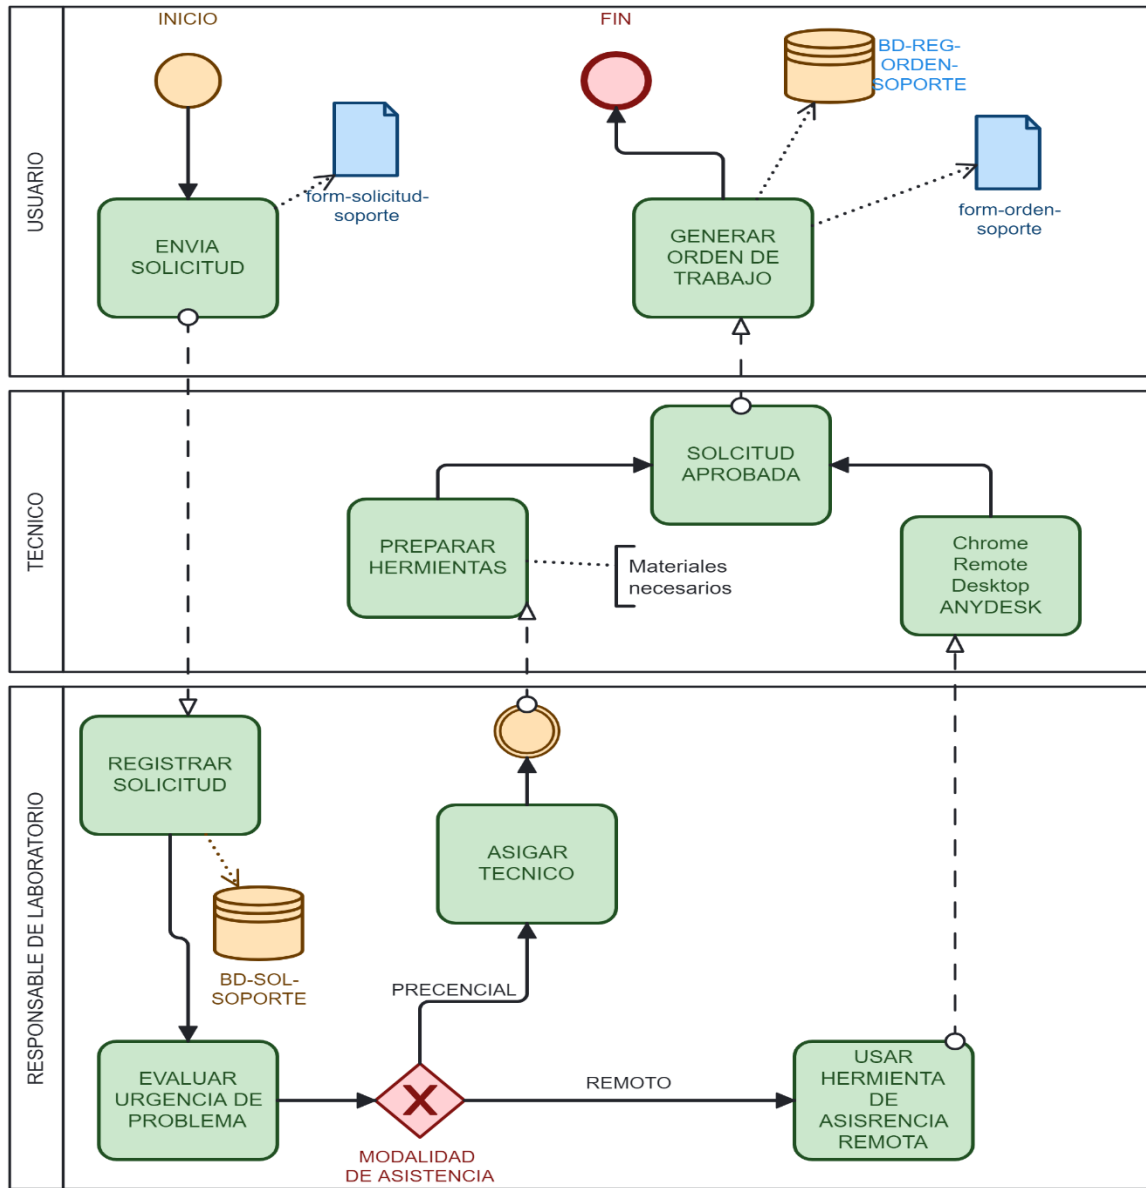 USUARIO
INICIO
FIN
BD-REG-
ORDEN-
SOPORTE
form-solicitud-
soporte
form-orden-
soporte
ENVIA
SOLICITUD
GENERAR
ORDEN DE
TRABAJO
TECNICO
SOLCITUD
APROBADA
PREPARAR
HERMIENTAS
Materiales
necesarios
Chrome
Remote
Desktop
ANYDESK
RESPONSABLE DE LABORATORIO
REGISTRAR
SOLICITUD
ASIGAR
TECNICO
BD-SOL-
SOPORTE
PRECENCIAL
EVALUAR
URGENCIA DE
PROBLEMA
MODALIDAD
DE ASISTENCIA
REMOTO
USAR
HERMIENTA
DE
ASISRENCIA
REMOTA